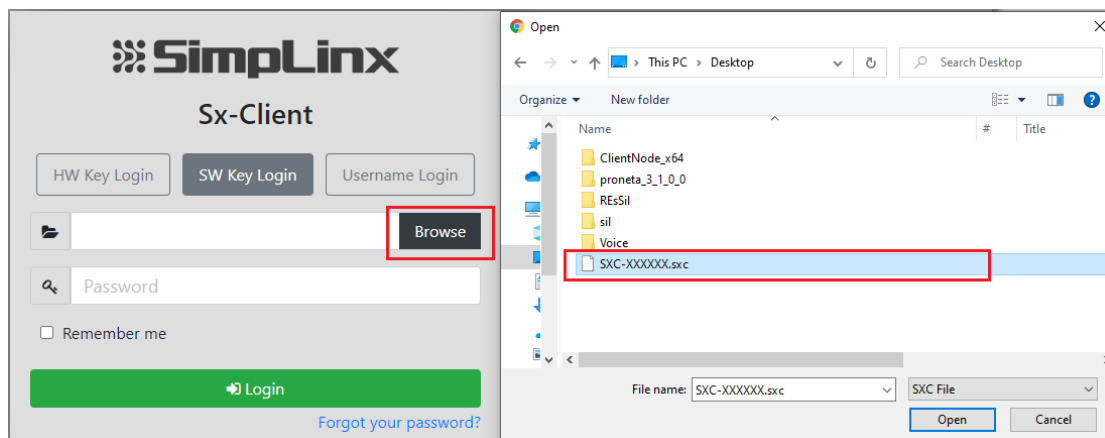 SimpLinx
Sx-Client
HW Key Login
SW Key Login
Username Login
Browse
Password
Remember me
Login
Forgot your password?
Open
This PC > Desktop
Search Desktop
Organize
New folder
Name
#
Title
ClientNode_x64
proneta_3_1_0_0
REsSil
sil
Voice
SXC-XXXXXX.sxc
File name:
SXC-XXXXXX.sxc
SXC File
Open
Cancel